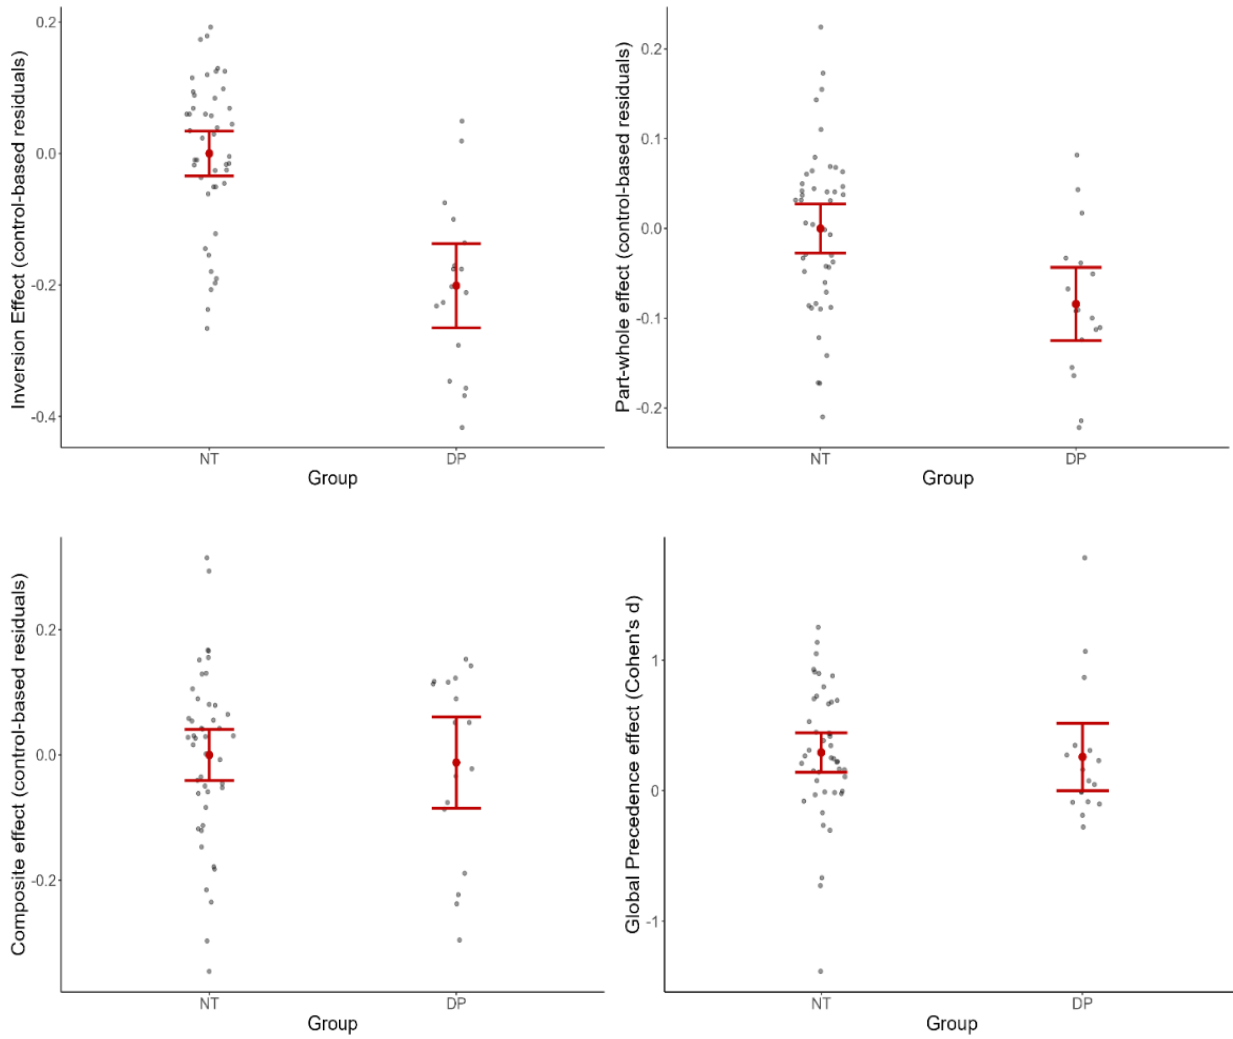 Inversion Effect (control-based residuals)
0.2
0.0
-0.2
-0.4
NT
DP
Group
Part-whole effect (control-based residuals)
0.2
0.1
0.0
-0.1
-0.2
NT
DP
Group
Composite effect (control-based residuals)
0.2
0.0
-0.2
NT
DP
Group
Global Precedence effect (Cohen's d)
1
0
-1
NT
DP
Group